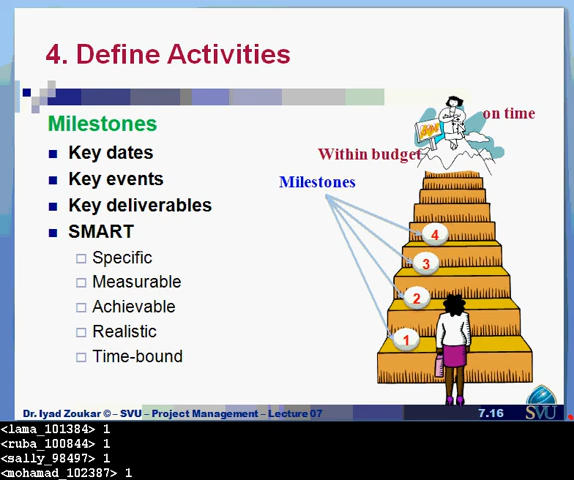 4. Define Activities
Milestones
Key dates
Key events
Key deliverables
SMART
Specific
Measurable
Achievable
Realistic
Time-bound
on time
Within budget
Milestones
4
3
2
1
Dr. Iyad Zoukar © – SVU – Project Management – Lecture 07
7.16
SVU
<lama_101384> 1
<ruba_100844> 1
<sally_98497> 1
<mohamad_102387> 1